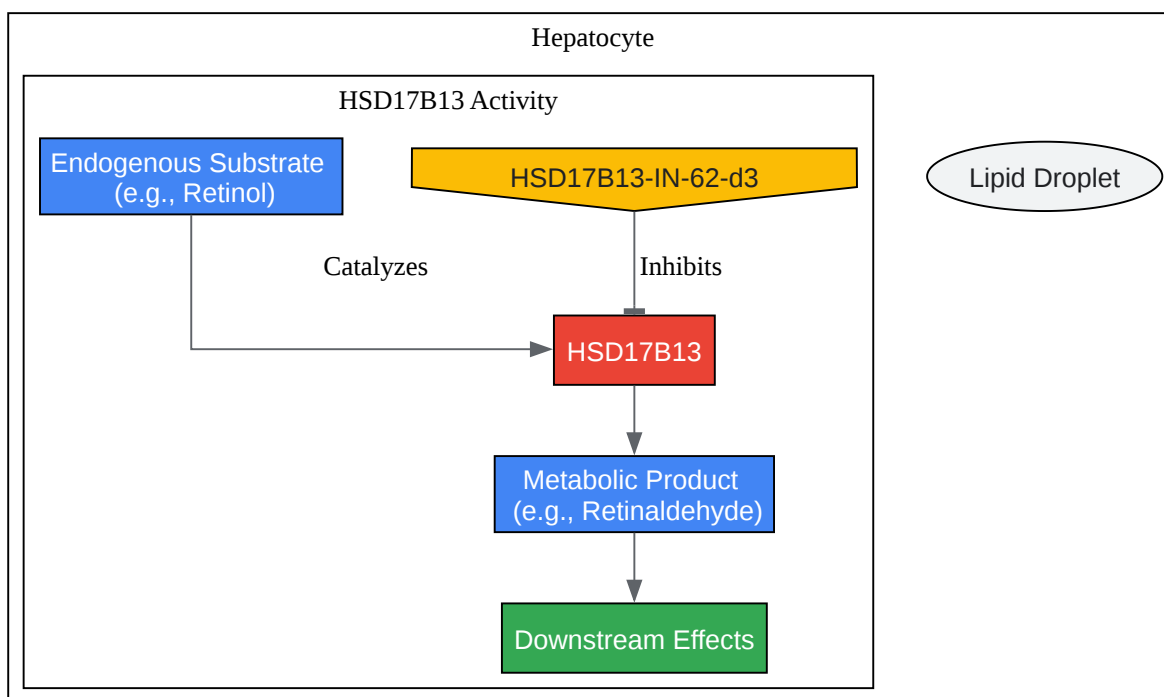 Hepatocyte
HSD17B13 Activity
Endogenous Substrate
(e.g., Retinol)
HSD17B13-IN-62-d3
Lipid Droplet
Catalyzes
Inhibits
HSD17B13
Metabolic Product
(e.g., Retinaldehyde)
Downstream Effects